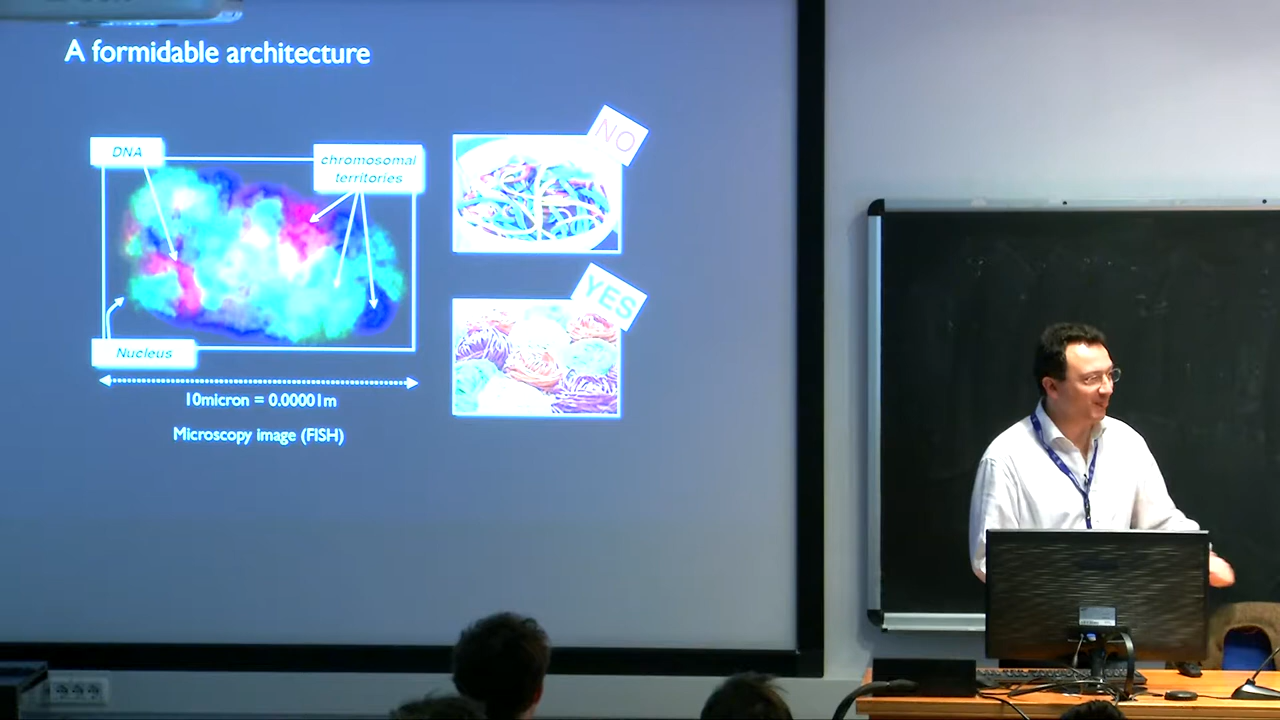 A formidable architecture
DNA
chromosomal
territories
NO
YES
Nucleus
10micron = 0.00001m
Microscopy image (FISH)